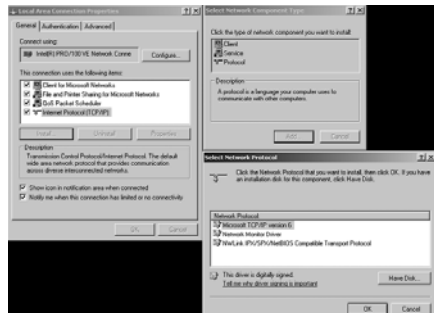 Local Area Connection Properties
General Authentication Advanced
Connect using:
Intel(R) PRO/100 VE Network Conne
Configure...
This connection uses the following items:
Client for Microsoft Networks
File and Printer Sharing for Microsoft Networks
QoS Packet Scheduler
Internet Protocol (TCP/IP)
Install...
Uninstall
Properties
Description
Transmission Control Protocol/Internet Protocol. The default
wide area network protocol that provides communication
across diverse interconnected networks.
Show icon in notification area when connected
Notify me when this connection has limited or no connectivity
OK
Cancel
Select Network Component Type
Click the type of network component you want to install:
Client
Service
Protocol
Description
A protocol is a language your computer uses to
communicate with other computers.
Add...
Cancel
Select Network Protocol
Click the Network Protocol that you want to install, then click OK. If you have
an installation disk for this component, click Have Disk.
Network Protocol:
Microsoft TCP/IP version 6
Network Monitor Driver
NWLink IPX/SPX/NetBIOS Compatible Transport Protocol
This driver is digitally signed.
Tell me why driver signing is important
Have Disk...
OK
Cancel